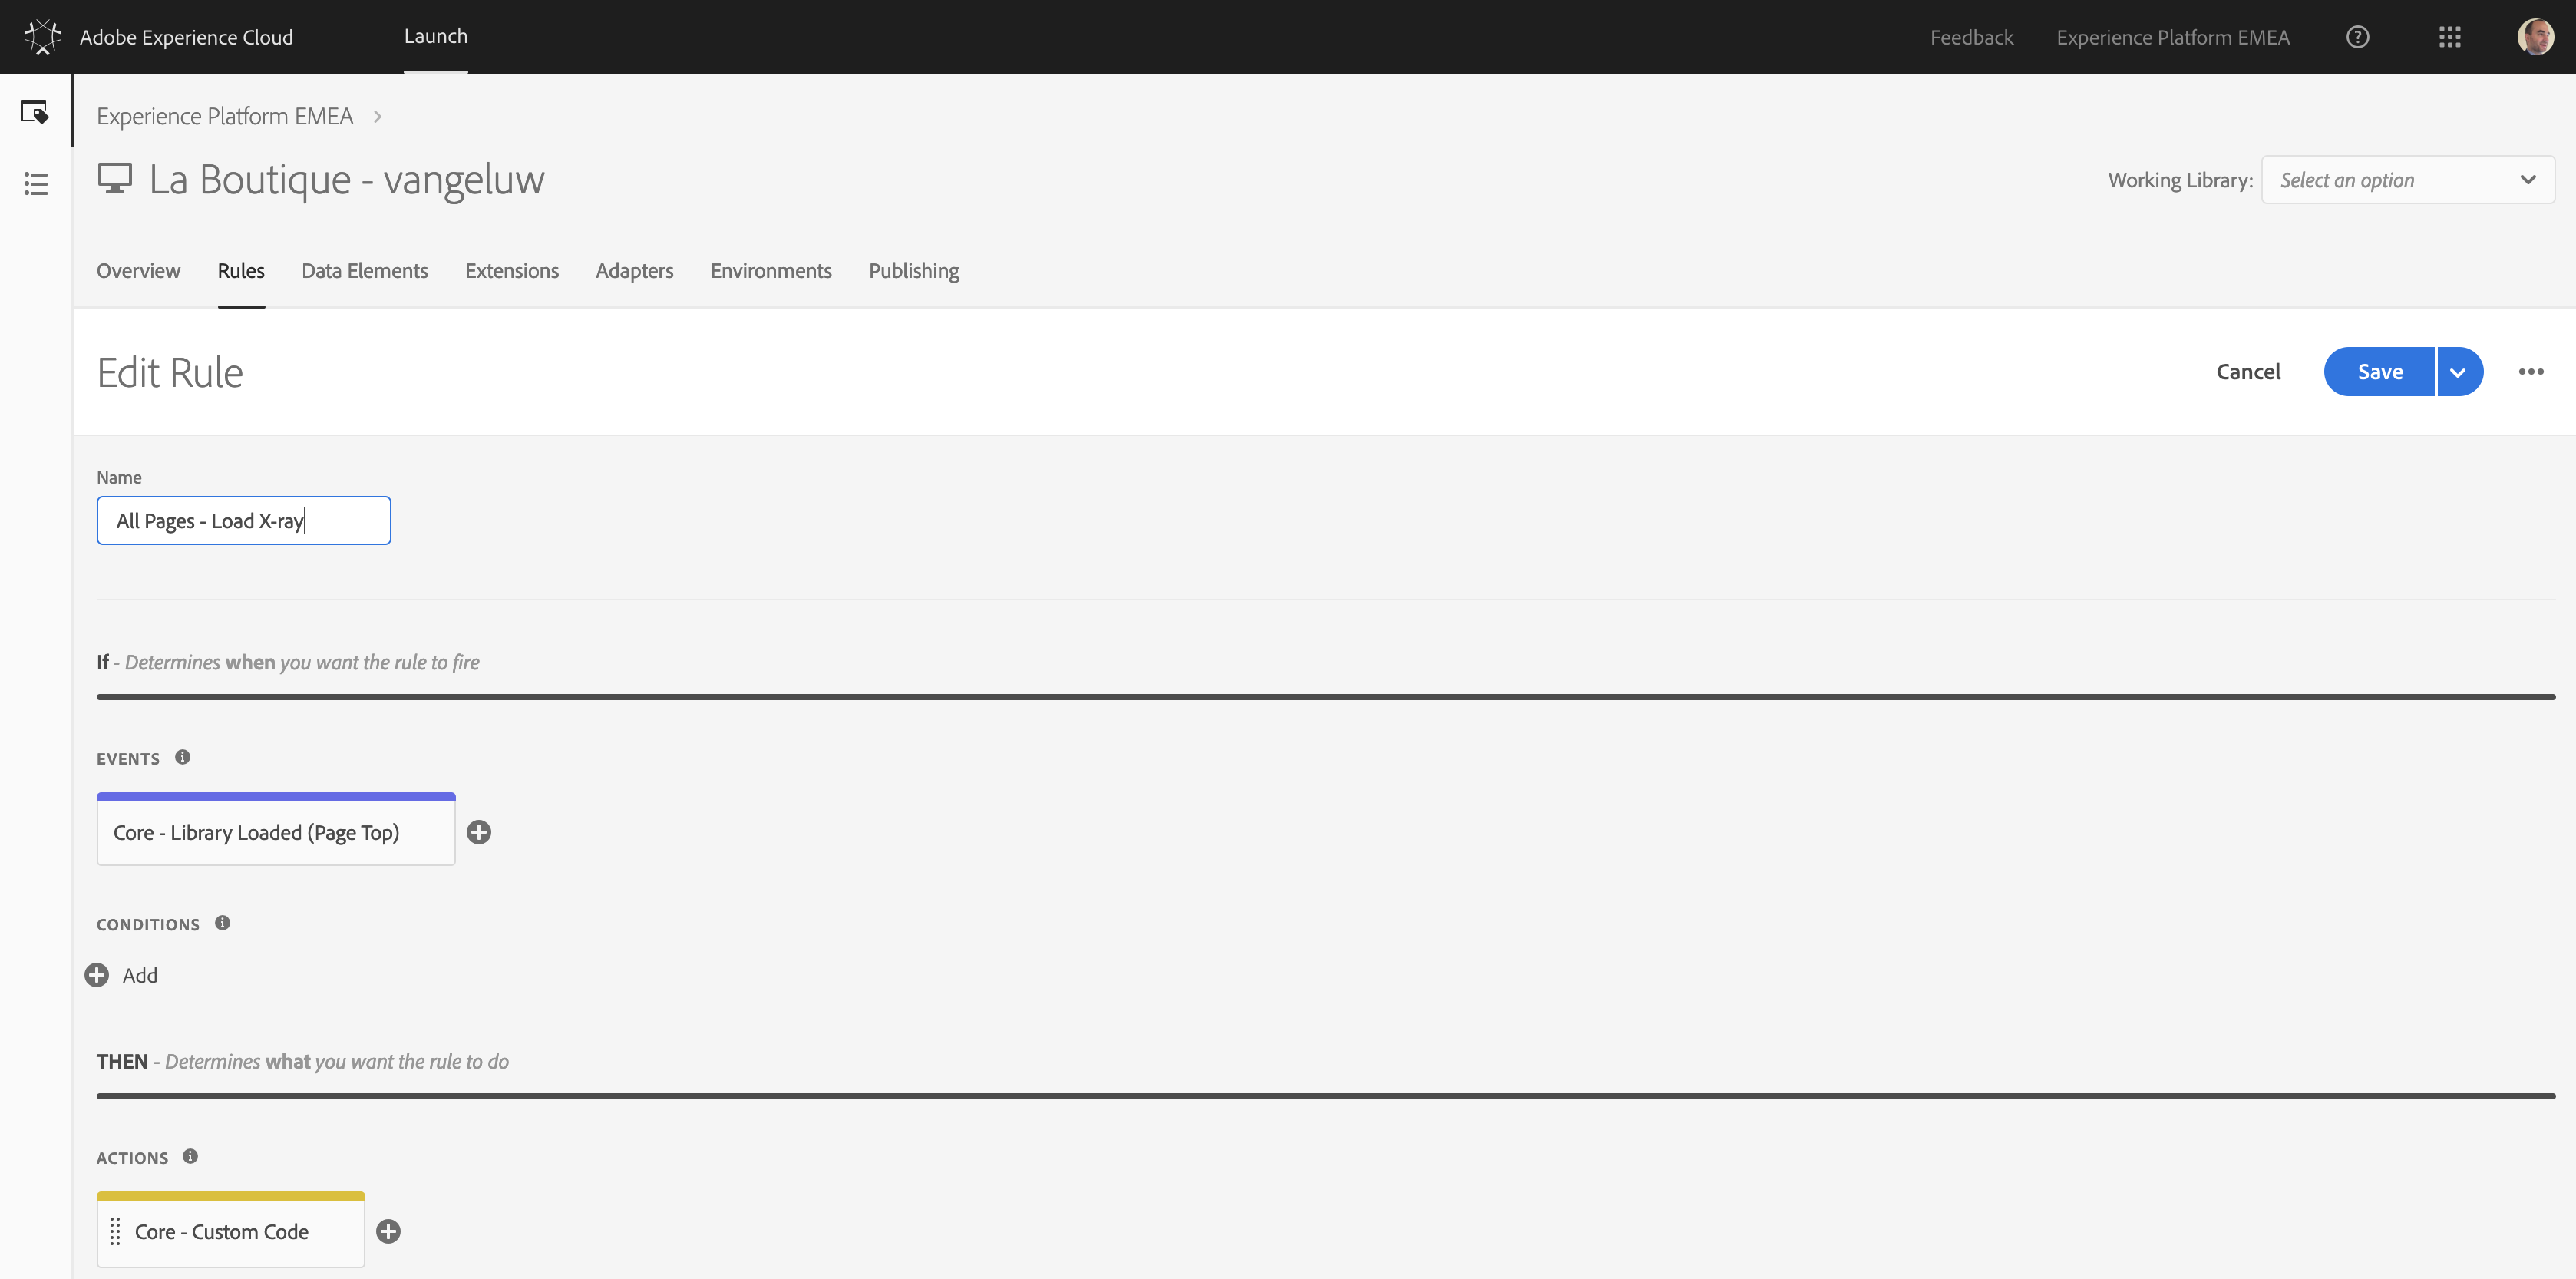 Adobe Experience Cloud Launch Feedback Experience Platform EMEA
Experience Platform EMEA
La Boutique - vangeluw
Working Library: Select an option
Overview Rules Data Elements Extensions Adapters Environments Publishing
Edit Rule
Cancel Save
Name
All Pages - Load X-ray
If - Determines when you want the rule to fire
EVENTS
Core - Library Loaded (Page Top)
CONDITIONS
Add
THEN - Determines what you want the rule to do
ACTIONS
Core - Custom Code